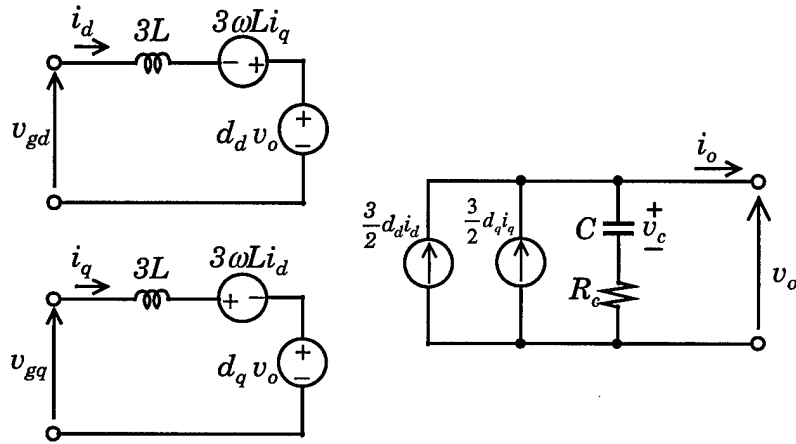 i_d
3L
3ωLi_q
− +
v_gd
d_d v_o
+
−
i_q
3L
3ωLi_d
+ −
v_gq
d_q v_o
+
−
i_o
3/2 d_d i_d
3/2 d_q i_q
C
+
v_c
−
R_c
v_o